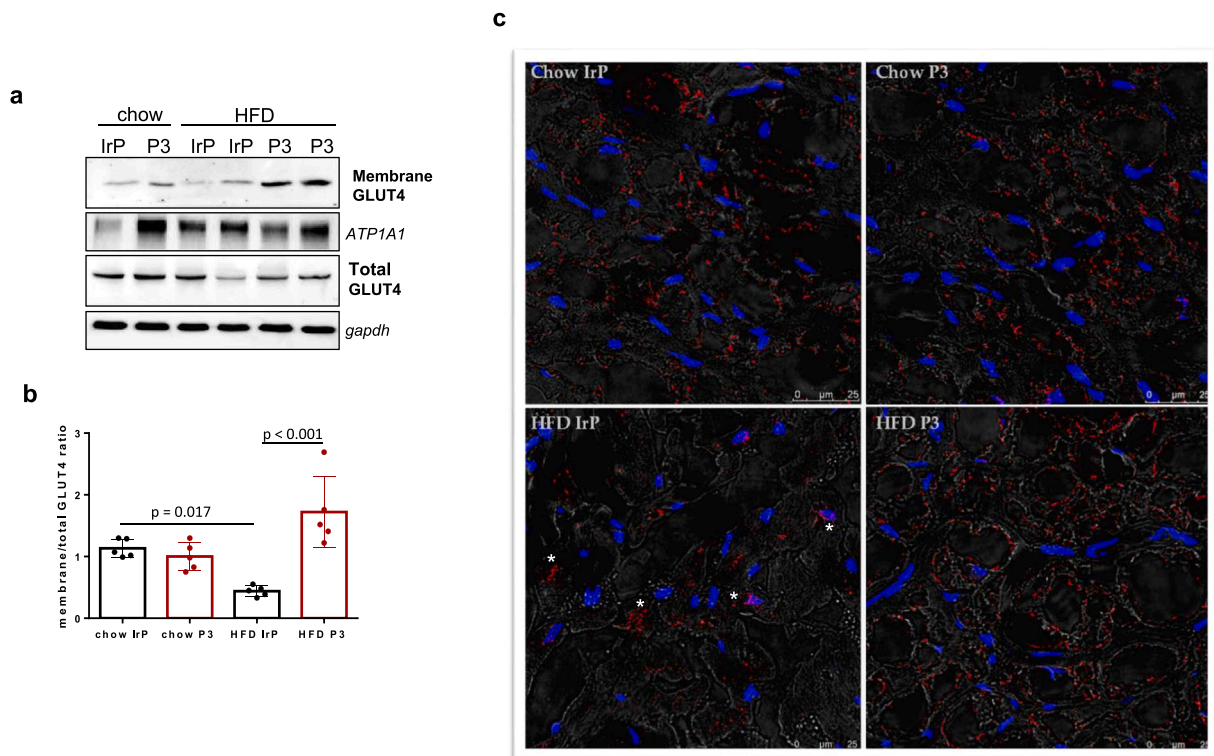 a
chow HFD
IrP P3 IrP IrP P3 P3
Membrane
GLUT4
ATP1A1
Total
GLUT4
gapdh
b
membrane/total GLUT4 ratio
3
2
1
0
p = 0.017
p < 0.001
chow IrP chow P3 HFD IrP HFD P3
c
Chow IrP
0 µm 25
Chow P3
0 µm 25
HFD IrP
*
*
*
*
0 µm 25
HFD P3
0 µm 25